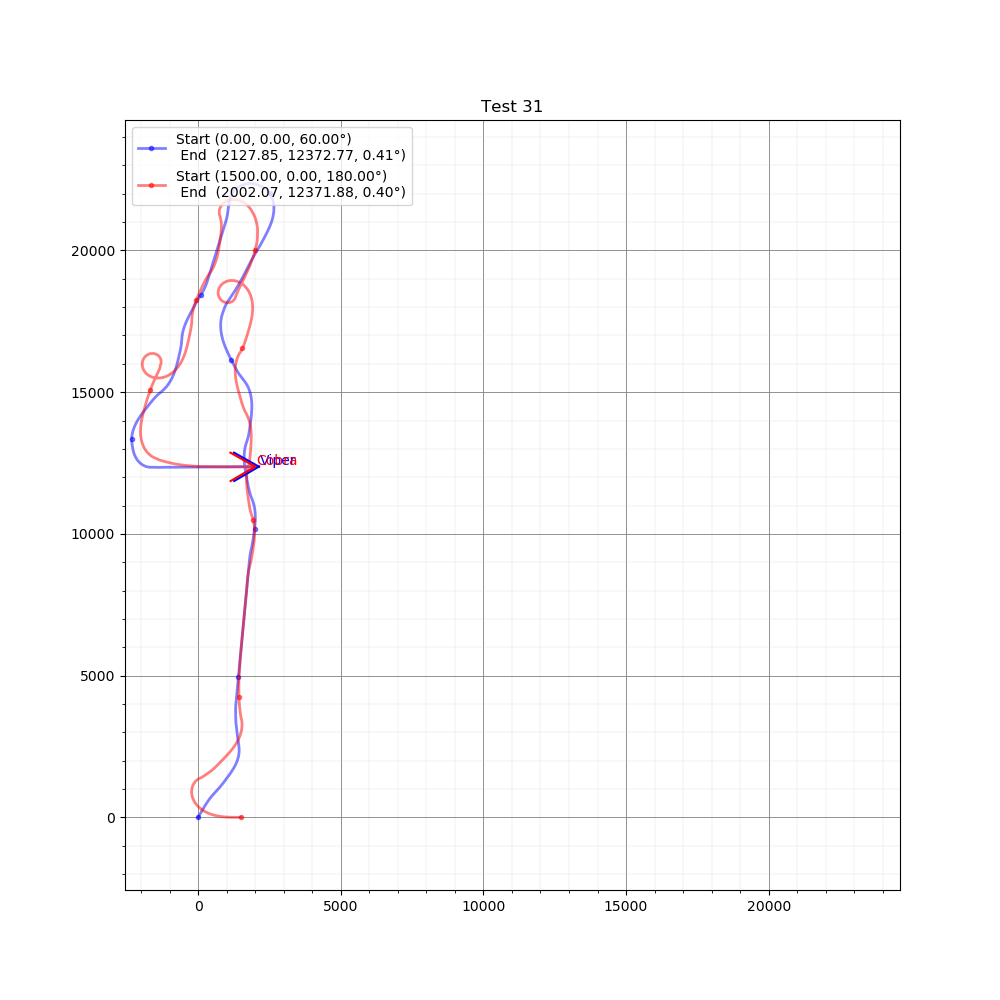 Test 31
Start (0.00, 0.00, 60.00°)
End (2127.85, 12372.77, 0.41°)
Start (1500.00, 0.00, 180.00°)
End (2002.07, 12371.88, 0.40°)
20000
15000
Viper
Cobra
10000
5000
0
0 5000 10000 15000 20000